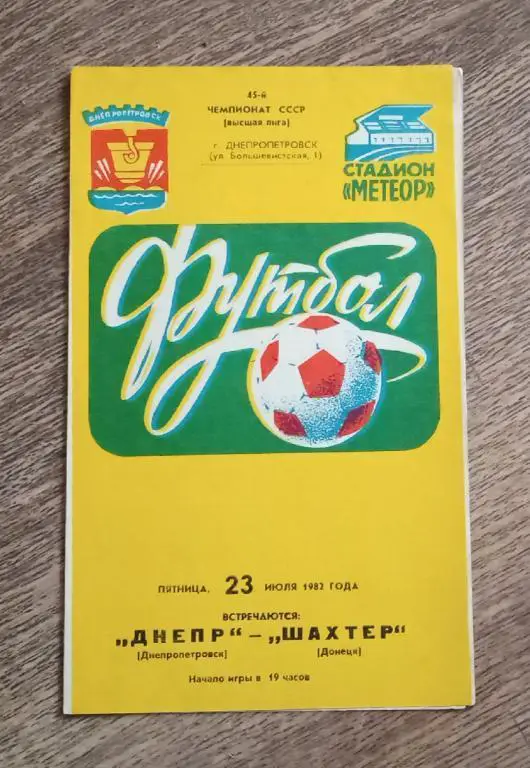 ДНЕПРОПЕТРОВСК
45-й
ЧЕМПИОНАТ СССР
(высшая лига)
г. ДНЕПРОПЕТРОВСК
(ул. Большевистская, 1)
СТАДИОН
«МЕТЕОР»
Футбол
ПЯТНИЦА, 23 ИЮЛЯ 1982 ГОДА
ВСТРЕЧАЮТСЯ:
„ДНЕПР“ – „ШАХТЕР“
(Днепропетровск) (Донецк)
Начало игры в 19 часов